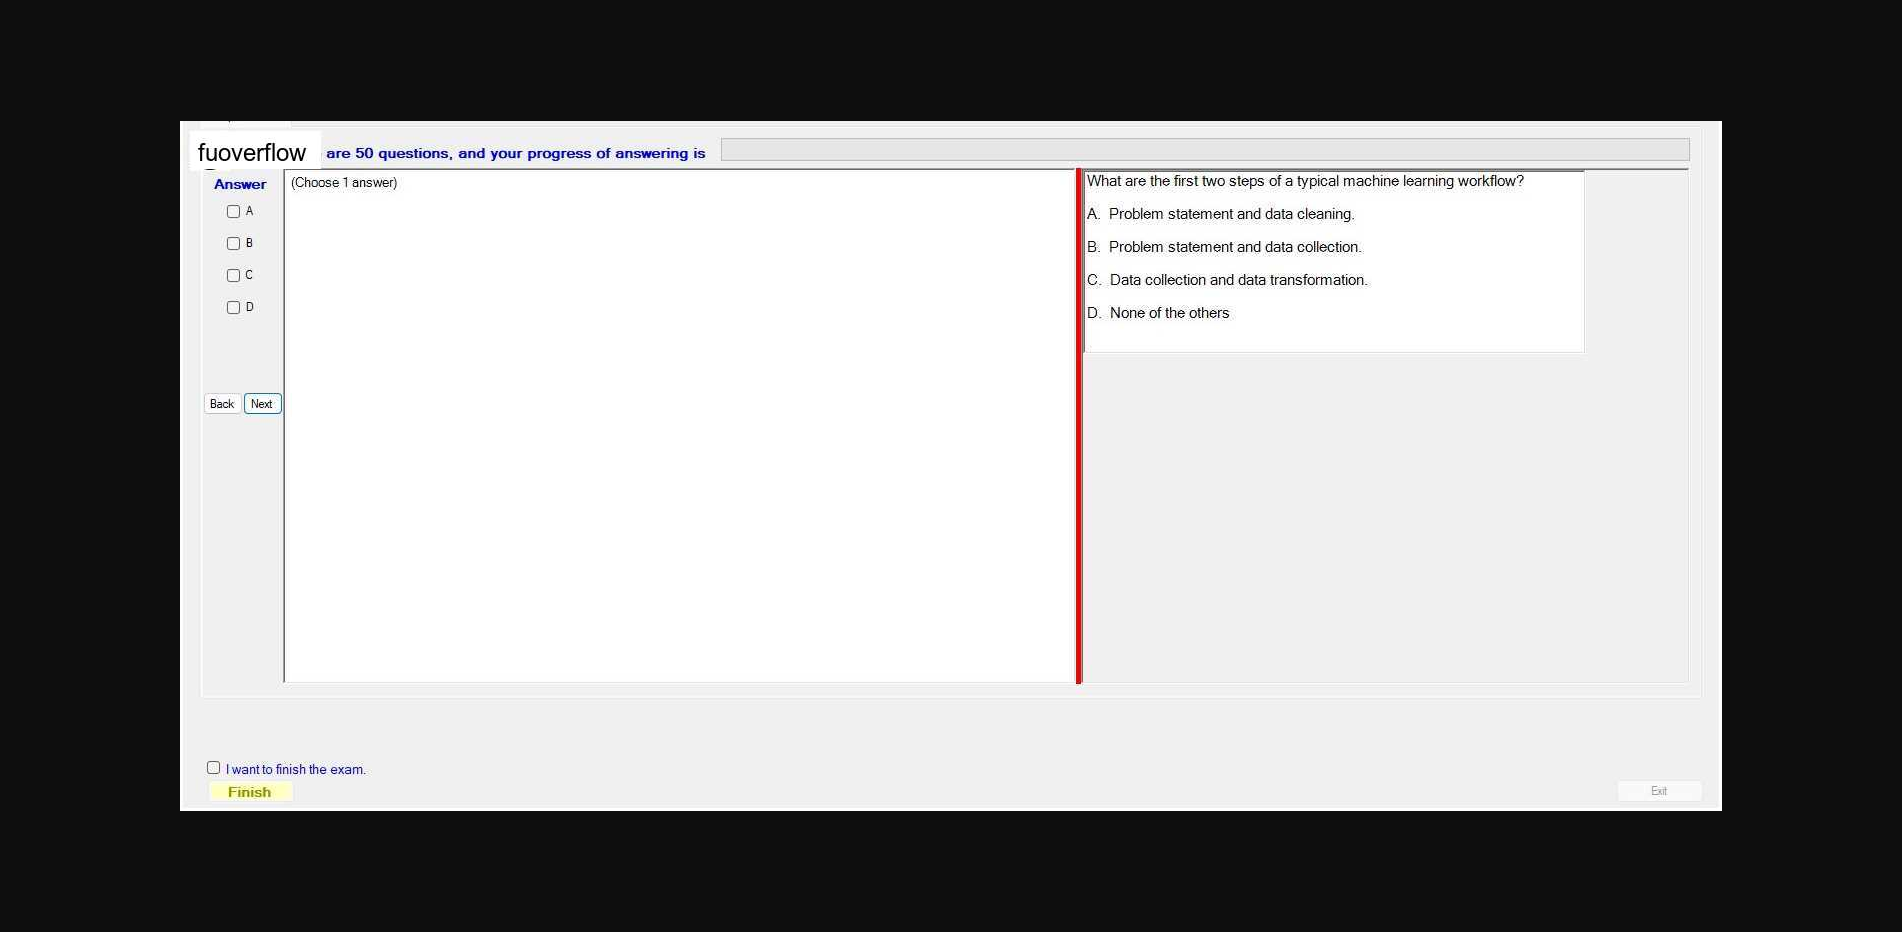 fuoverflow are 50 questions, and your progress of answering is
Answer
A
B
C
D
Back Next
(Choose 1 answer)
What are the first two steps of a typical machine learning workflow?
A. Problem statement and data cleaning.
B. Problem statement and data collection.
C. Data collection and data transformation.
D. None of the others
I want to finish the exam.
Finish
Exit